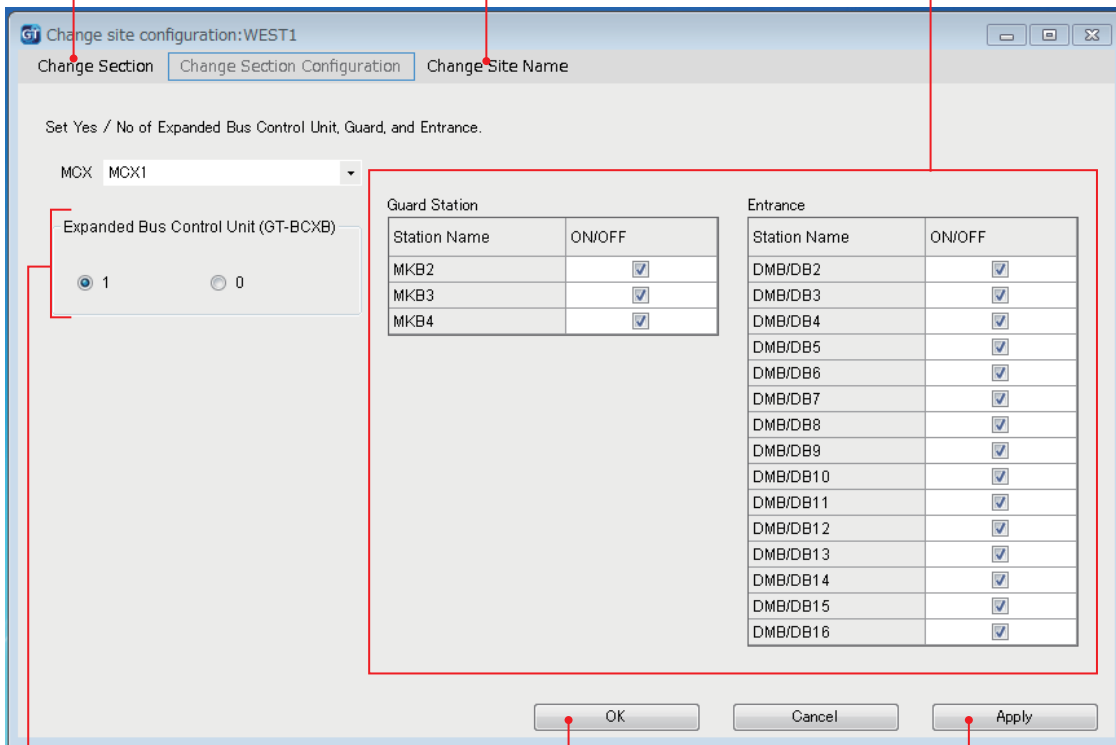 GT Change site configuration:WEST1
Change Section Change Section Configuration Change Site Name
Set Yes / No of Expanded Bus Control Unit, Guard, and Entrance.
MCX MCX1
Expanded Bus Control Unit (GT-BCXB)
1 0
Guard Station
Station Name ON/OFF
MKB2
MKB3
MKB4
Entrance
Station Name ON/OFF
DMB/DB2
DMB/DB3
DMB/DB4
DMB/DB5
DMB/DB6
DMB/DB7
DMB/DB8
DMB/DB9
DMB/DB10
DMB/DB11
DMB/DB12
DMB/DB13
DMB/DB14
DMB/DB15
DMB/DB16
OK Cancel Apply